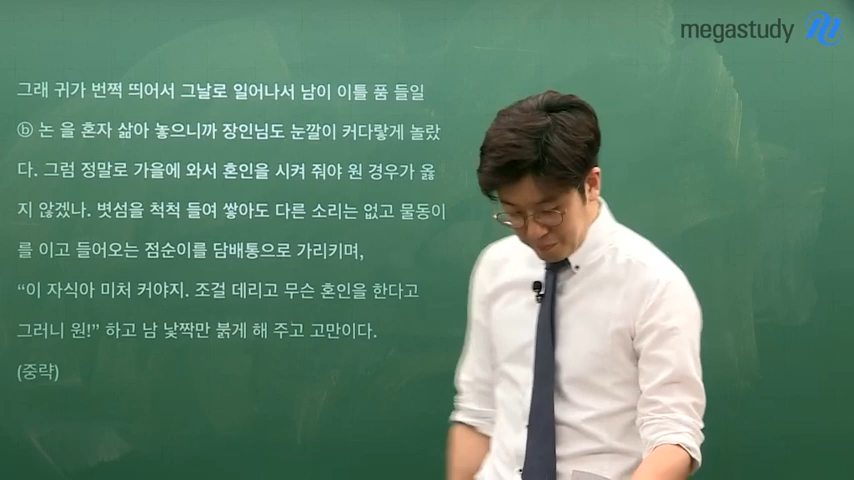 megastudy
그래 귀가 번쩍 띄어서 그날로 일어나서 남이 이틀 품 들일
ⓑ 논 을 혼자 삶아 놓으니까 장인님도 눈깔이 커다랗게 놀랐
다. 그럼 정말로 가을에 와서 혼인을 시켜 줘야 원 경우가 옳
지 않겠나. 볏섬을 척척 들여 쌓아도 다른 소리는 없고 물동이
를 이고 들어오는 점순이를 담배통으로 가리키며,
“이 자식아 미처 커야지. 조걸 데리고 무슨 혼인을 한다고
그러니 원!” 하고 남 낯짝만 붉게 해 주고 고만이다.
(중략)